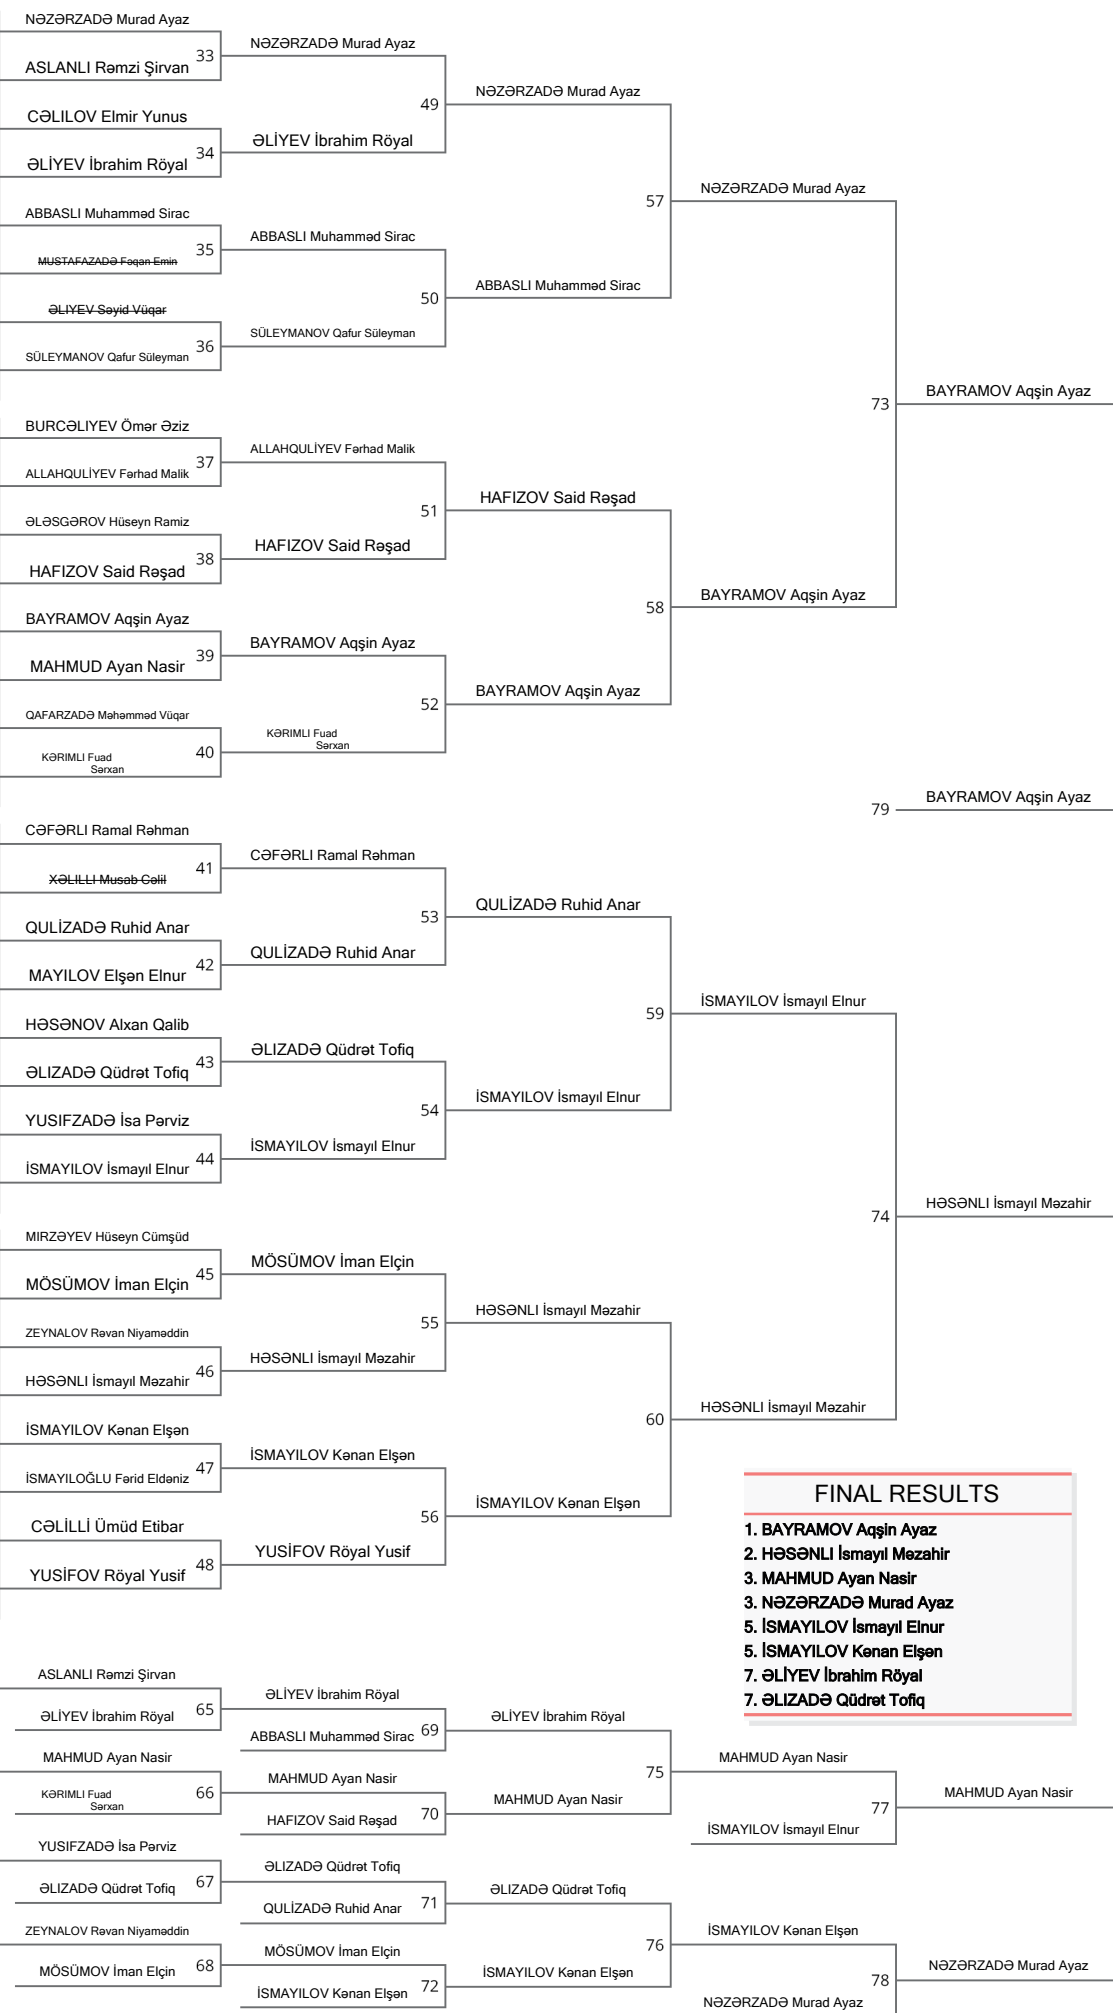 NƏZƏRZADƏ Murad Ayaz
33
ASLANLI Rəmzi Şirvan
NƏZƏRZADƏ Murad Ayaz
49
CƏLILOV Elmir Yunus
34
ƏLİYEV İbrahim Röyal
ƏLİYEV İbrahim Röyal
NƏZƏRZADƏ Murad Ayaz
57
ABBASLI Muhamməd Sirac
35
MUSTAFAZADƏ Fəqan Emin
ABBASLI Muhamməd Sirac
50
ƏLIYEV Səyid Vüqar
36
SÜLEYMANOV Qafur Süleyman
SÜLEYMANOV Qafur Süleyman
ABBASLI Muhamməd Sirac
NƏZƏRZADƏ Murad Ayaz
73
BAYRAMOV Aqşin Ayaz
BURCƏLIYEV Ömər Əziz
37
ALLAHQULİYEV Fərhad Malik
ALLAHQULİYEV Fərhad Malik
51
ƏLƏSGƏROV Hüseyn Ramiz
38
HAFIZOV Said Rəşad
HAFIZOV Said Rəşad
HAFIZOV Said Rəşad
58
BAYRAMOV Aqşin Ayaz
BAYRAMOV Aqşin Ayaz
39
MAHMUD Ayan Nasir
BAYRAMOV Aqşin Ayaz
52
BAYRAMOV Aqşin Ayaz
QAFARZADƏ Məhəmməd Vüqar
40
KƏRIMLI Fuad
Sərxan
KƏRIMLI Fuad
Sərxan
79
BAYRAMOV Aqşin Ayaz
CƏFƏRLI Ramal Rəhman
41
XƏLILLI Musab Cəlil
CƏFƏRLI Ramal Rəhman
53
QULİZADƏ Ruhid Anar
QULİZADƏ Ruhid Anar
42
MAYILOV Elşən Elnur
QULİZADƏ Ruhid Anar
59
İSMAYILOV İsmayıl Elnur
HƏSƏNOV Alxan Qalib
43
ƏLIZADƏ Qüdrət Tofiq
ƏLIZADƏ Qüdrət Tofiq
54
İSMAYILOV İsmayıl Elnur
YUSIFZADƏ İsa Pərviz
44
İSMAYILOV İsmayıl Elnur
İSMAYILOV İsmayıl Elnur
74
HƏSƏNLI İsmayıl Məzahir
MIRZƏYEV Hüseyn Cümşüd
45
MÖSÜMOV İman Elçin
MÖSÜMOV İman Elçin
55
HƏSƏNLI İsmayıl Məzahir
ZEYNALOV Rəvan Niyaməddin
46
HƏSƏNLI İsmayıl Məzahir
HƏSƏNLI İsmayıl Məzahir
60
HƏSƏNLI İsmayıl Məzahir
İSMAYILOV Kənan Elşən
47
İSMAYILOĞLU Fərid Eldəniz
İSMAYILOV Kənan Elşən
56
İSMAYILOV Kənan Elşən
CƏLİLLİ Ümüd Etibar
48
YUSİFOV Röyal Yusif
YUSİFOV Röyal Yusif
FINAL RESULTS
1. BAYRAMOV Aqşin Ayaz
2. HƏSƏNLI İsmayıl Məzahir
3. MAHMUD Ayan Nasir
3. NƏZƏRZADƏ Murad Ayaz
5. İSMAYILOV İsmayıl Elnur
5. İSMAYILOV Kənan Elşən
7. ƏLİYEV İbrahim Röyal
7. ƏLIZADƏ Qüdrət Tofiq
ASLANLI Rəmzi Şirvan
65
ƏLİYEV İbrahim Röyal
ƏLİYEV İbrahim Röyal
69
ABBASLI Muhamməd Sirac
ƏLİYEV İbrahim Röyal
75
MAHMUD Ayan Nasir
66
KƏRIMLI Fuad
Sərxan
MAHMUD Ayan Nasir
70
HAFIZOV Said Rəşad
MAHMUD Ayan Nasir
MAHMUD Ayan Nasir
77
İSMAYILOV İsmayıl Elnur
MAHMUD Ayan Nasir
YUSIFZADƏ İsa Pərviz
67
ƏLIZADƏ Qüdrət Tofiq
ƏLIZADƏ Qüdrət Tofiq
71
QULİZADƏ Ruhid Anar
ƏLIZADƏ Qüdrət Tofiq
76
ZEYNALOV Rəvan Niyaməddin
68
MÖSÜMOV İman Elçin
MÖSÜMOV İman Elçin
72
İSMAYILOV Kənan Elşən
İSMAYILOV Kənan Elşən
İSMAYILOV Kənan Elşən
78
NƏZƏRZADƏ Murad Ayaz
NƏZƏRZADƏ Murad Ayaz